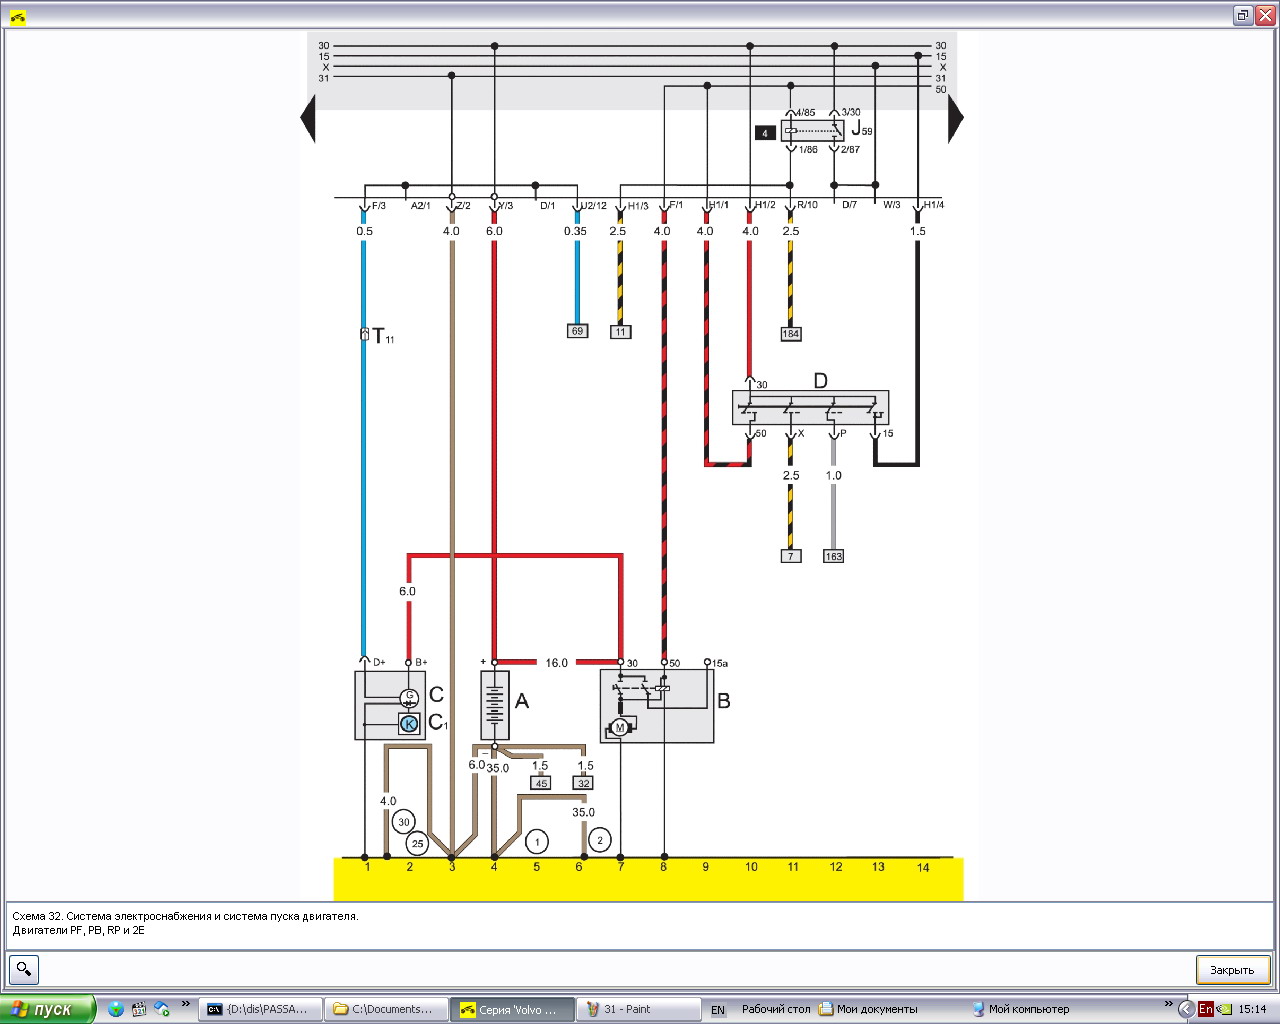 30 30
15 15
X X
31 31
50
4/85 3/30
4 J59
1/86 2/87
F/3 A2/1 Z/2 Y/3 D/1 U2/12 H1/3 F/1 H1/1 H1/2 R/10 D/7 W/3 H1/4
0.5 4.0 6.0 0.35 2.5 4.0 4.0 4.0 2.5 1.5
T11 69 11 184
D
30
50 X P 15
2.5 1.0
7 163
6.0
D+ B+ + 16.0 30 50 15a
G C A B
K C1 M
−
6.0 35.0 1.5 1.5
45 32
4.0 35.0
30 25 1 2
1 2 3 4 5 6 7 8 9 10 11 12 13 14
Схема 32. Система электроснабжения и система пуска двигателя.
Двигатели PF, PB, RP и 2E
Закрыть
пуск {D:\dis\PASSA... C:\Documents... Серия 'Volvo ... 31 - Paint EN Рабочий стол Мои документы Мой компьютер En 15:14